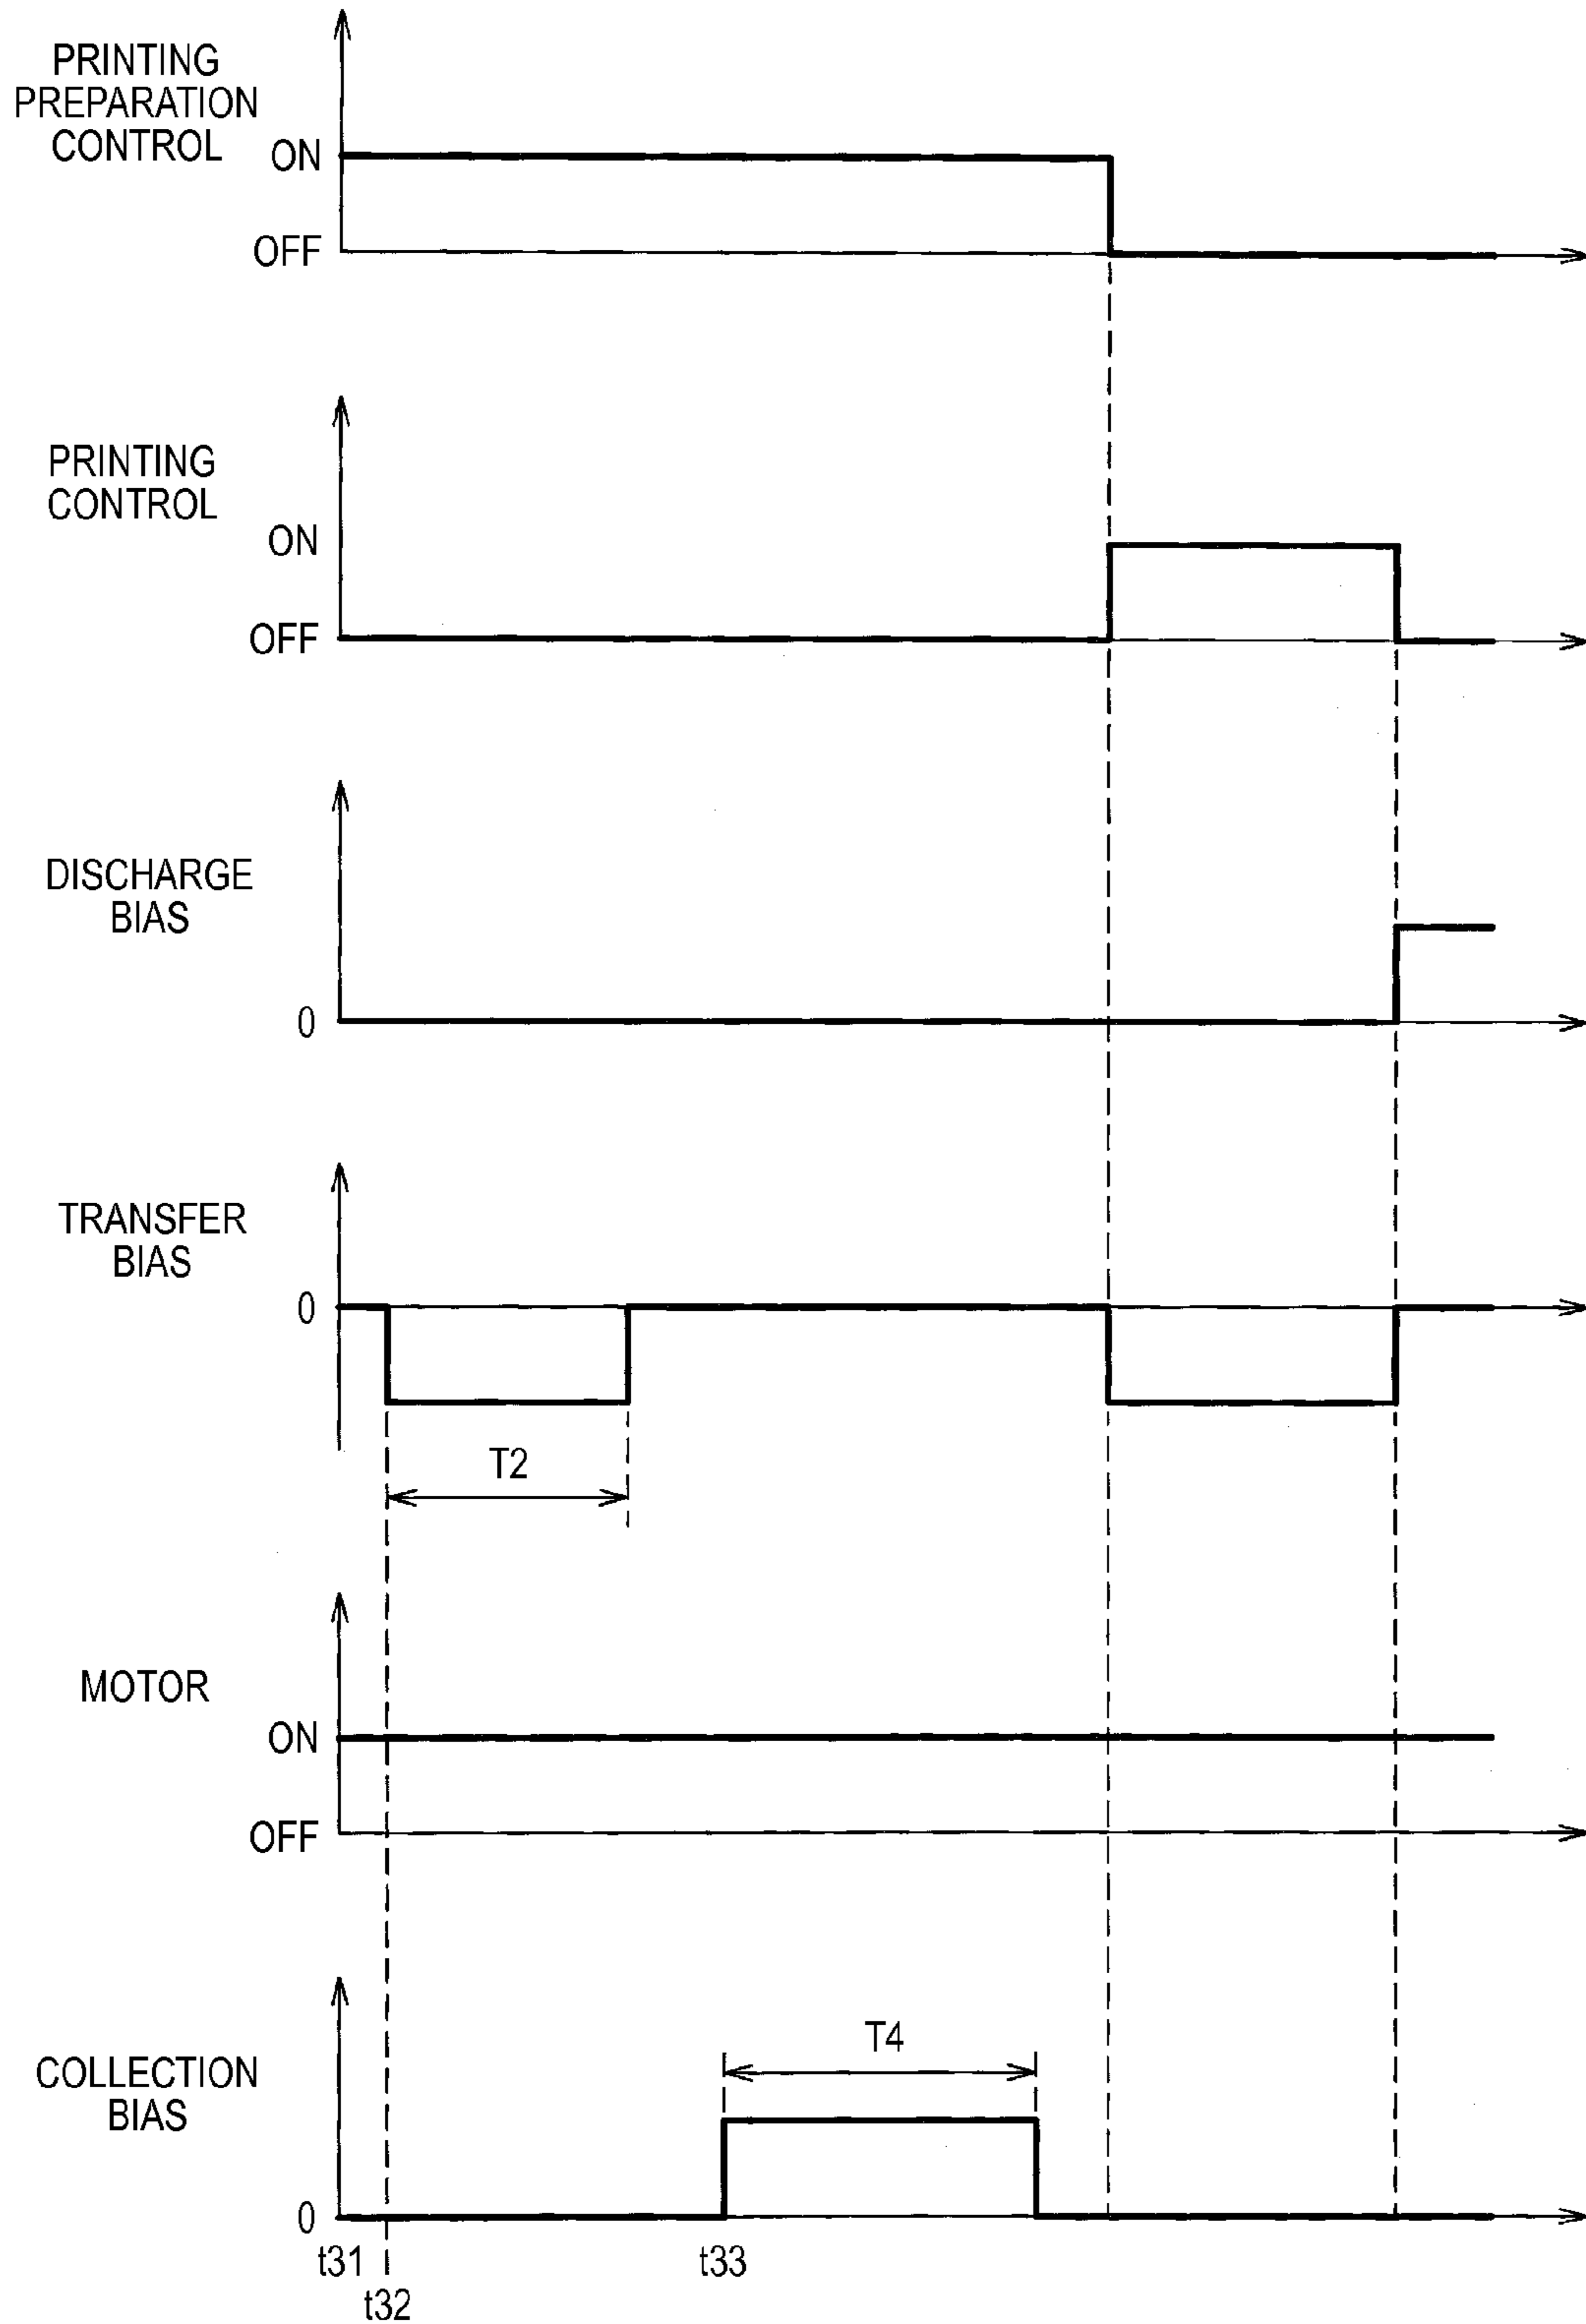 PRINTING
PREPARATION
CONTROL
ON
OFF
PRINTING
CONTROL
ON
OFF
DISCHARGE
BIAS
0
TRANSFER
BIAS
0
T2
MOTOR
ON
OFF
COLLECTION
BIAS
T4
0
t31
t32
t33